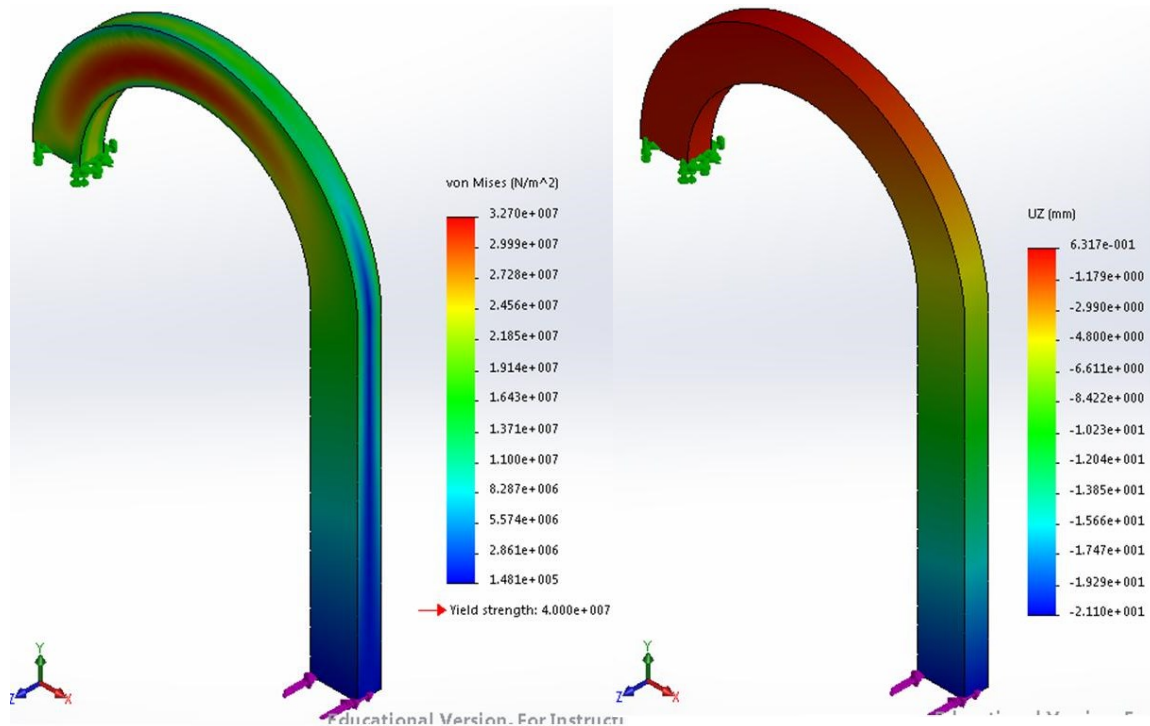 von Mises (N/m^2)
3.270e+007
2.999e+007
2.728e+007
2.456e+007
2.185e+007
1.914e+007
1.643e+007
1.371e+007
1.100e+007
8.287e+006
5.574e+006
2.861e+006
1.481e+005
Yield strength: 4.000e+007
Y
Z
X
Educational Version. For Instructi
UZ (mm)
6.317e-001
-1.179e+000
-2.990e+000
-4.800e+000
-6.611e+000
-8.422e+000
-1.023e+001
-1.204e+001
-1.385e+001
-1.566e+001
-1.747e+001
-1.929e+001
-2.110e+001
Y
Z
X